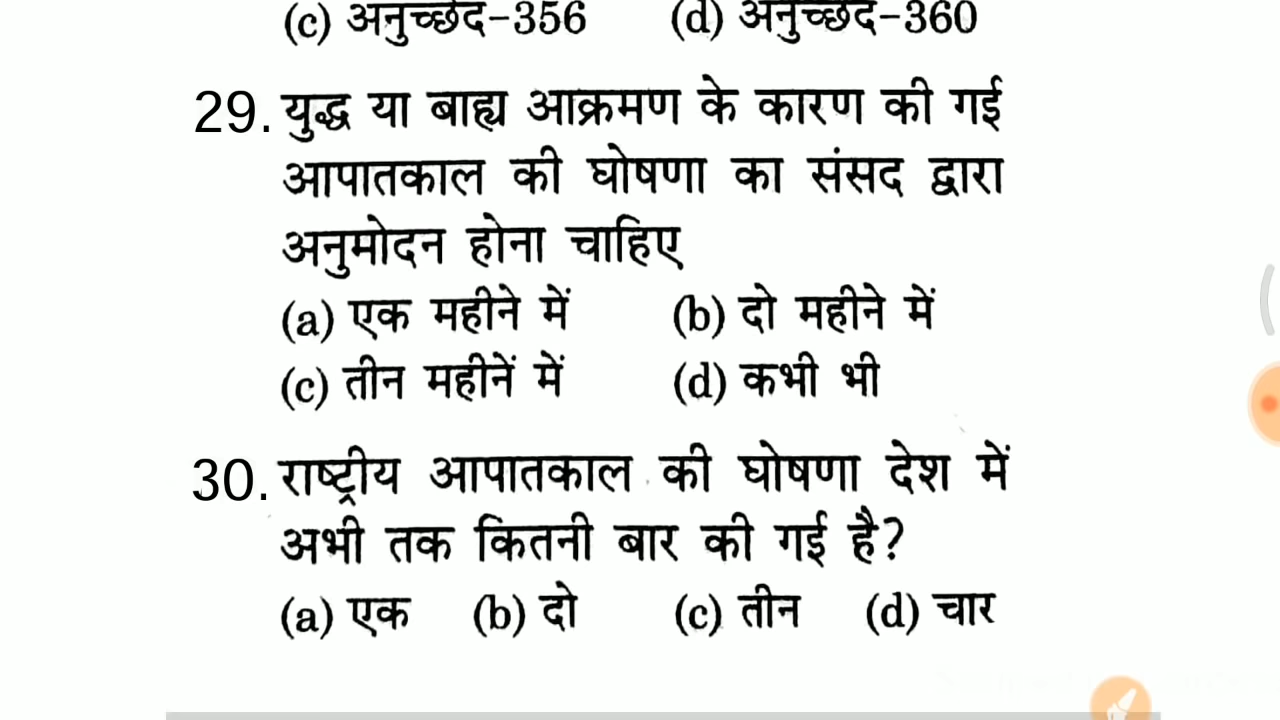 (c) अनुच्छेद-356 (d) अनुच्छेद-360
29. युद्ध या बाह्य आक्रमण के कारण की गई
आपातकाल की घोषणा का संसद द्वारा
अनुमोदन होना चाहिए
(a) एक महीने में (b) दो महीने में
(c) तीन महीनें में (d) कभी भी
30. राष्ट्रीय आपातकाल की घोषणा देश में
अभी तक कितनी बार की गई है?
(a) एक (b) दो (c) तीन (d) चार